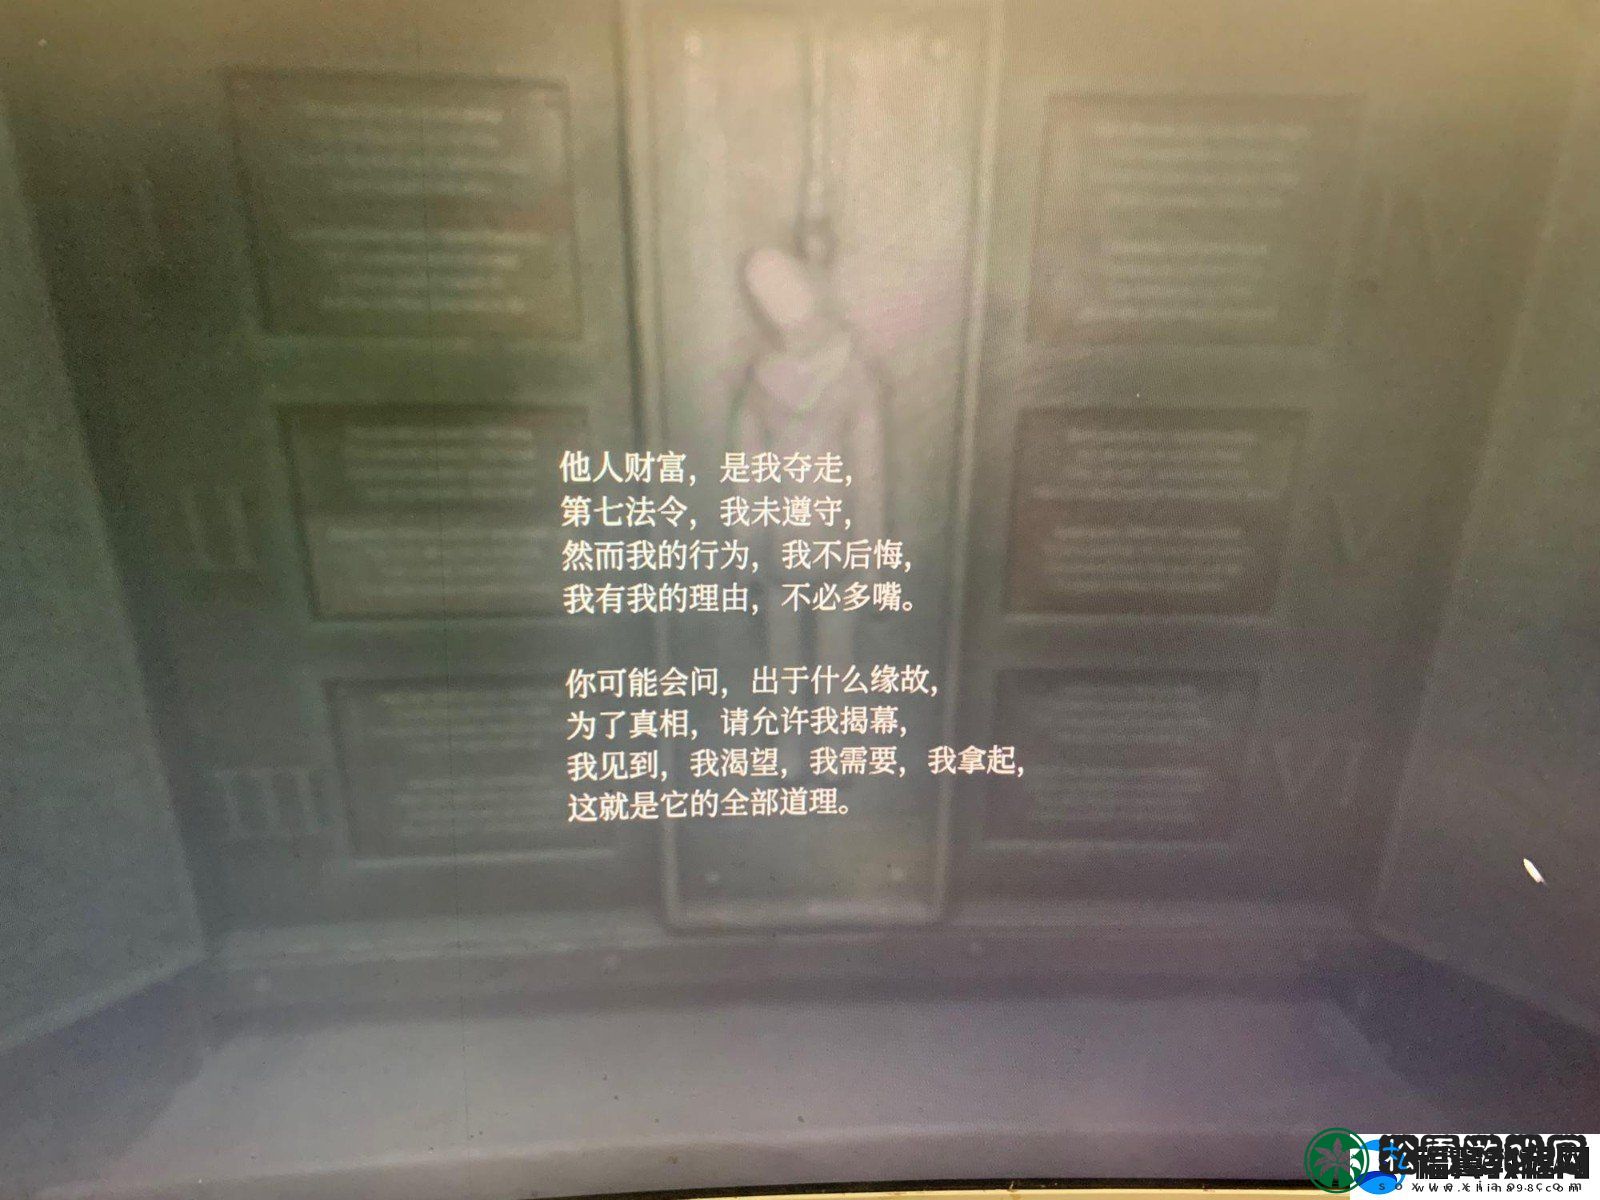 他人财富，是我夺走，
第七法令，我未遵守，
然而我的行为，我不后悔，
我有我的理由，不必多嘴。
你可能会问，出于什么缘故，
为了真相，请允许我揭幕，
我见到，我渴望，我需要，我拿起，
这就是它的全部道理。